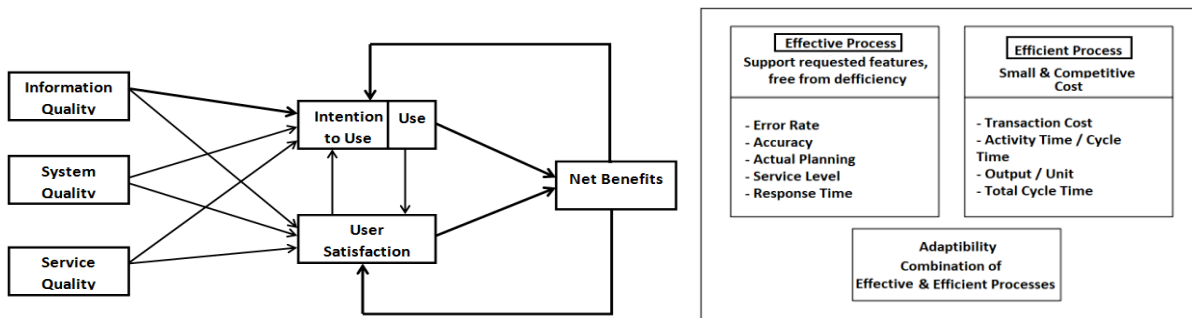 Information
Quality
System
Quality
Service
Quality
Intention
to Use
Use
User
Satisfaction
Net Benefits
Effective Process
Support requested features,
free from defficiency
- Error Rate
- Accuracy
- Actual Planning
- Service Level
- Response Time
Efficient Process
Small & Competitive
Cost
- Transaction Cost
- Activity Time / Cycle
Time
- Output / Unit
- Total Cycle Time
Adaptibility
Combination of
Effective & Efficient Processes